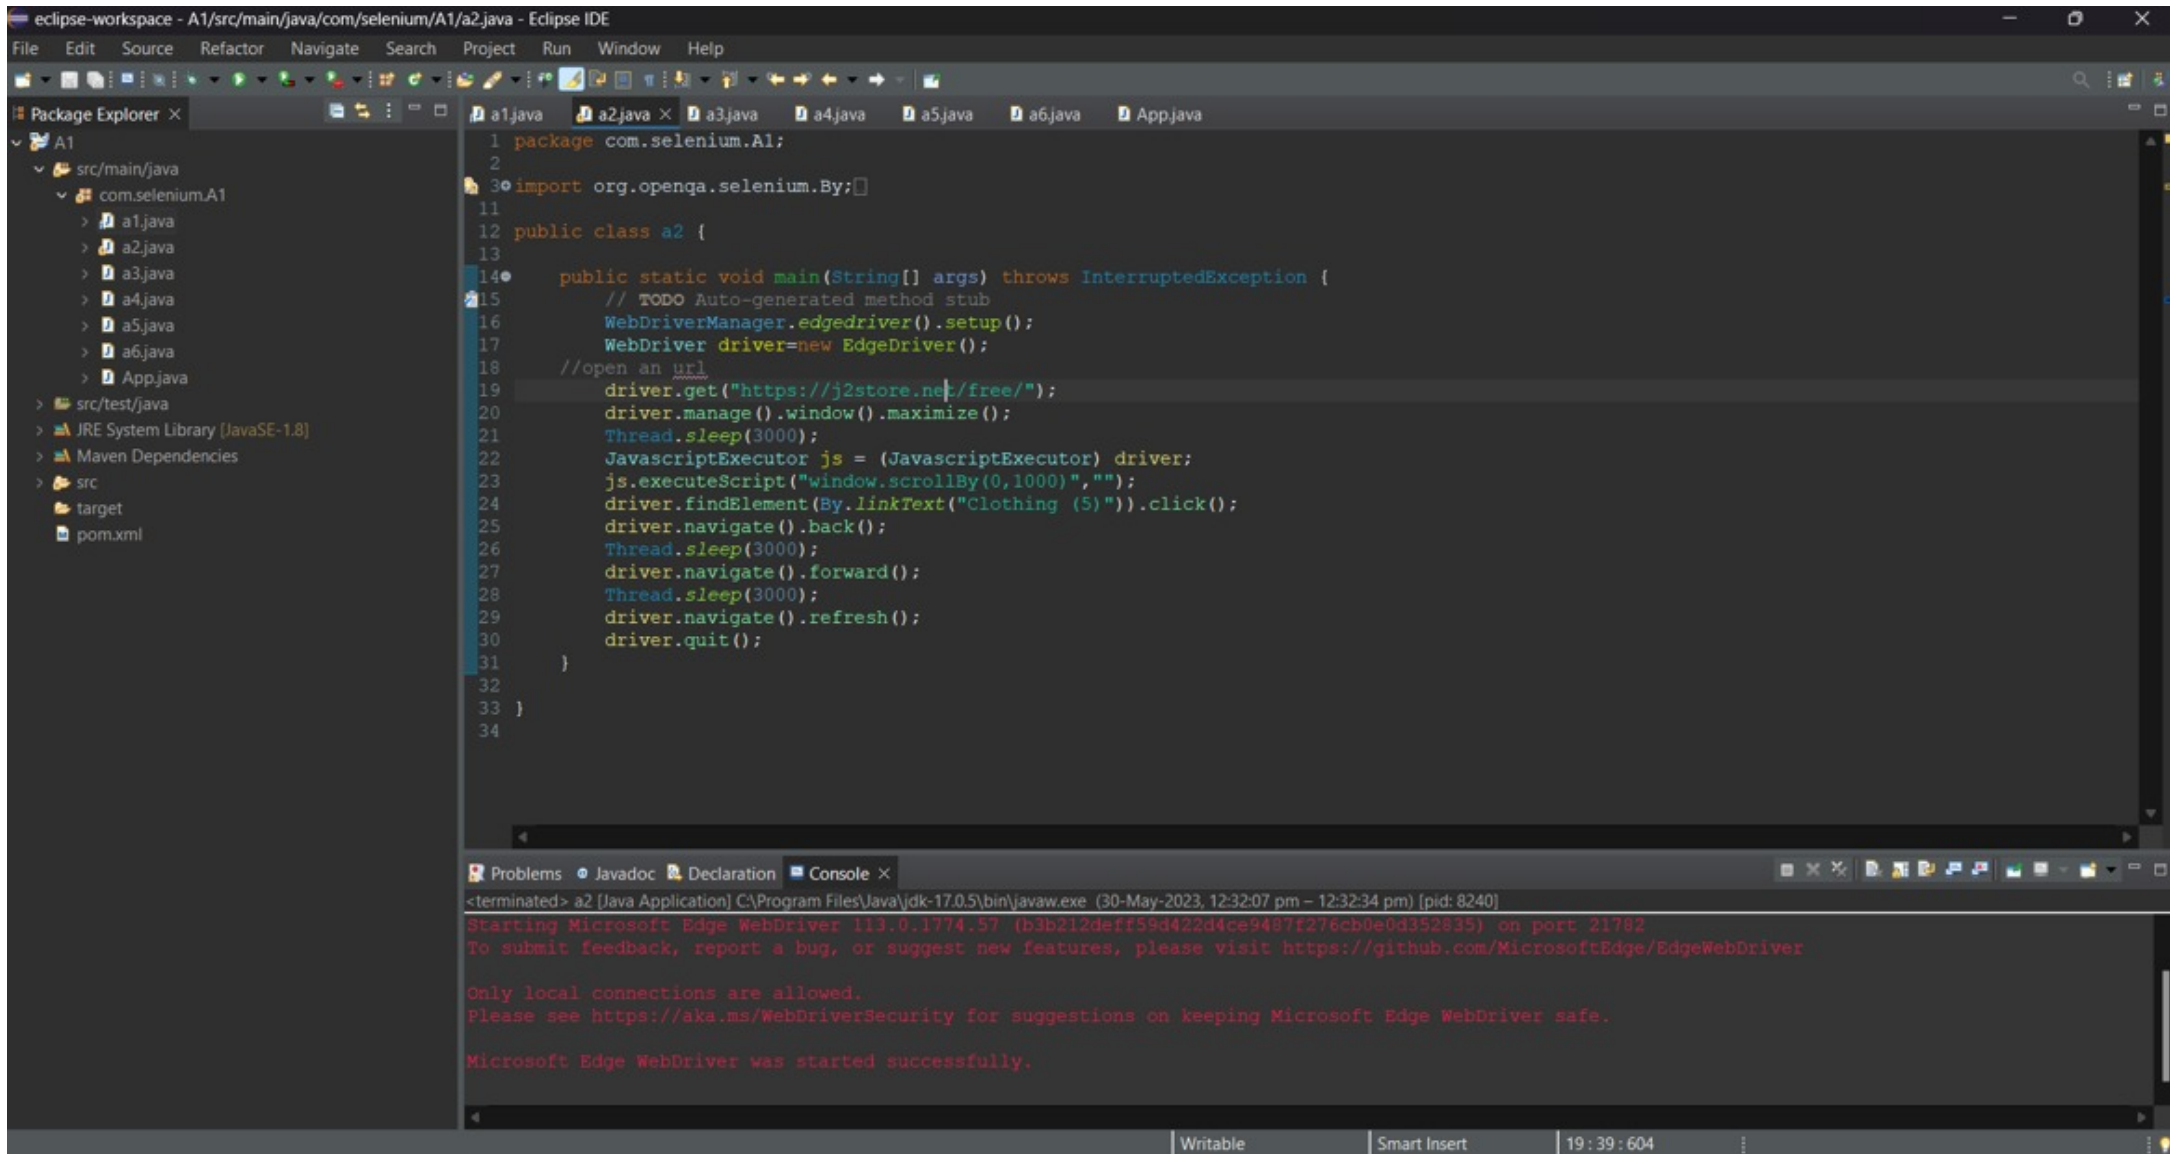 eclipse-workspace - A1/src/main/java/com/selenium/A1/a2.java - Eclipse IDE
File Edit Source Refactor Navigate Search Project Run Window Help
Package Explorer
A1
src/main/java
com.selenium.A1
a1.java
a2.java
a3.java
a4.java
a5.java
a6.java
App.java
src/test/java
JRE System Library [JavaSE-1.8]
Maven Dependencies
src
target
pom.xml
a1.java a2.java a3.java a4.java a5.java a6.java App.java
1 package com.selenium.A1;
2
3 import org.openqa.selenium.By;
11
12 public class a2 {
13
14 public static void main(String[] args) throws InterruptedException {
15 // TODO Auto-generated method stub
16 WebDriverManager.edgedriver().setup();
17 WebDriver driver=new EdgeDriver();
18 //open an url
19 driver.get("https://j2store.net/free/");
20 driver.manage().window().maximize();
21 Thread.sleep(3000);
22 JavascriptExecutor js = (JavascriptExecutor) driver;
23 js.executeScript("window.scrollBy(0,1000)","");
24 driver.findElement(By.linkText("Clothing (5)")).click();
25 driver.navigate().back();
26 Thread.sleep(3000);
27 driver.navigate().forward();
28 Thread.sleep(3000);
29 driver.navigate().refresh();
30 driver.quit();
31 }
32
33 }
34
Problems Javadoc Declaration Console
<terminated> a2 [Java Application] C:\Program Files\Java\jdk-17.0.5\bin\javaw.exe (30-May-2023, 12:32:07 pm – 12:32:34 pm) [pid: 8240]
Starting Microsoft Edge WebDriver 113.0.1774.57 (b3b212deff59d422d4ce9487f276cb0e0d352835) on port 21782
To submit feedback, report a bug, or suggest new features, please visit https://github.com/MicrosoftEdge/EdgeWebDriver
Only local connections are allowed.
Please see https://aka.ms/WebDriverSecurity for suggestions on keeping Microsoft Edge WebDriver safe.
Microsoft Edge WebDriver was started successfully.
Writable Smart Insert 19 : 39 : 604